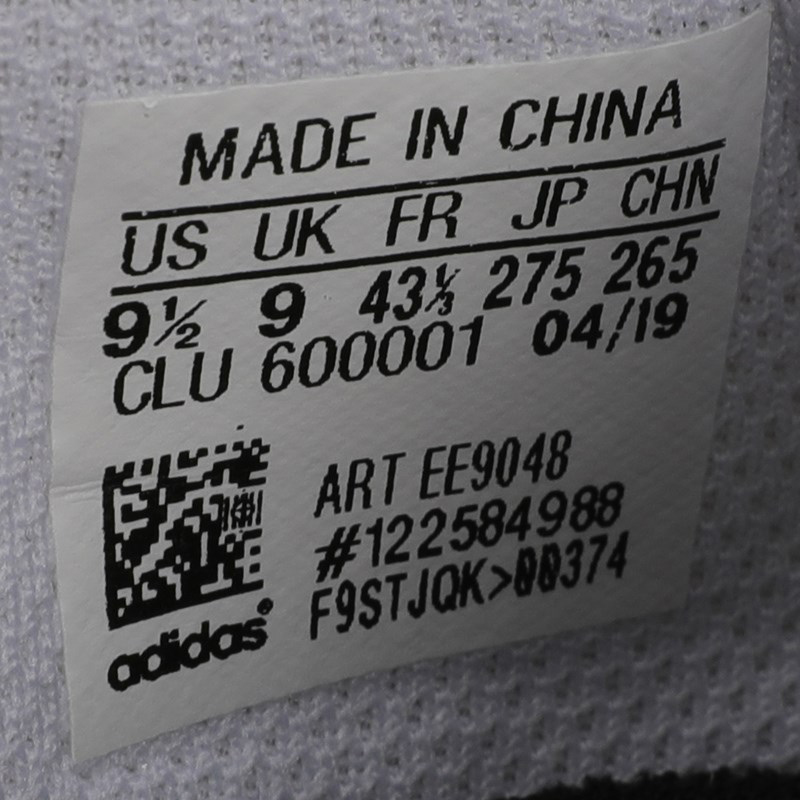 MADE IN CHINA
US UK FR JP CHN
9½ 9 43⅓ 275 265
CLU 600001 04/19
ART EE9048
#122584988
F9STJQK>00374
adidas®